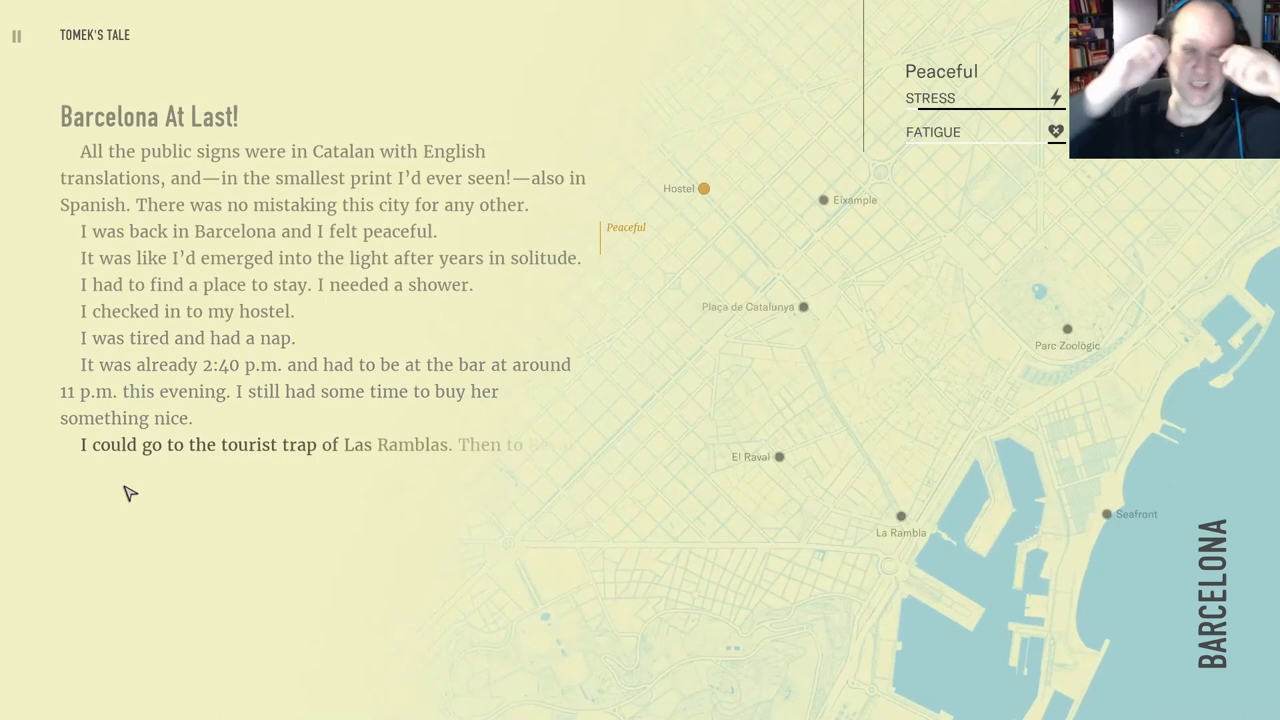 TOMEK'S TALE
Barcelona At Last!
All the public signs were in Catalan with English
translations, and—in the smallest print I'd ever seen!—also in
Spanish. There was no mistaking this city for any other.
I was back in Barcelona and I felt peaceful.
It was like I'd emerged into the light after years in solitude.
I had to find a place to stay. I needed a shower.
I checked in to my hostel.
I was tired and had a nap.
It was already 2:40 p.m. and had to be at the bar at around
11 p.m. this evening. I still had some time to buy her
something nice.
I could go to the tourist trap of Las Ramblas. Then to
Peaceful
Peaceful
STRESS
FATIGUE
Hostel
Eixample
Plaça de Catalunya
Parc Zoològic
El Raval
La Rambla
Seafront
BARCELONA